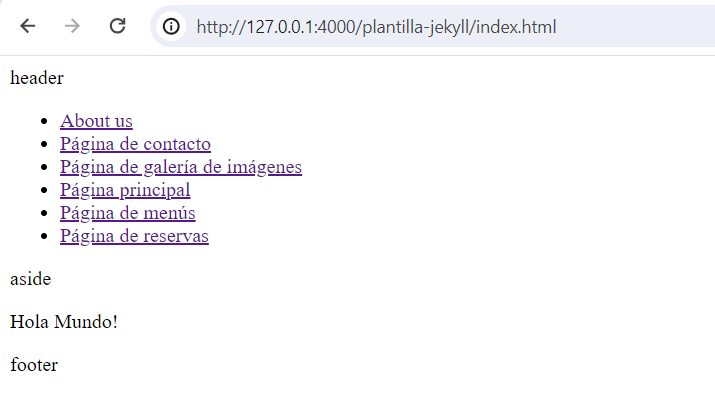 http://127.0.0.1:4000/plantilla-jekyll/index.html
header
About us
Página de contacto
Página de galería de imágenes
Página principal
Página de menús
Página de reservas
aside
Hola Mundo!
footer